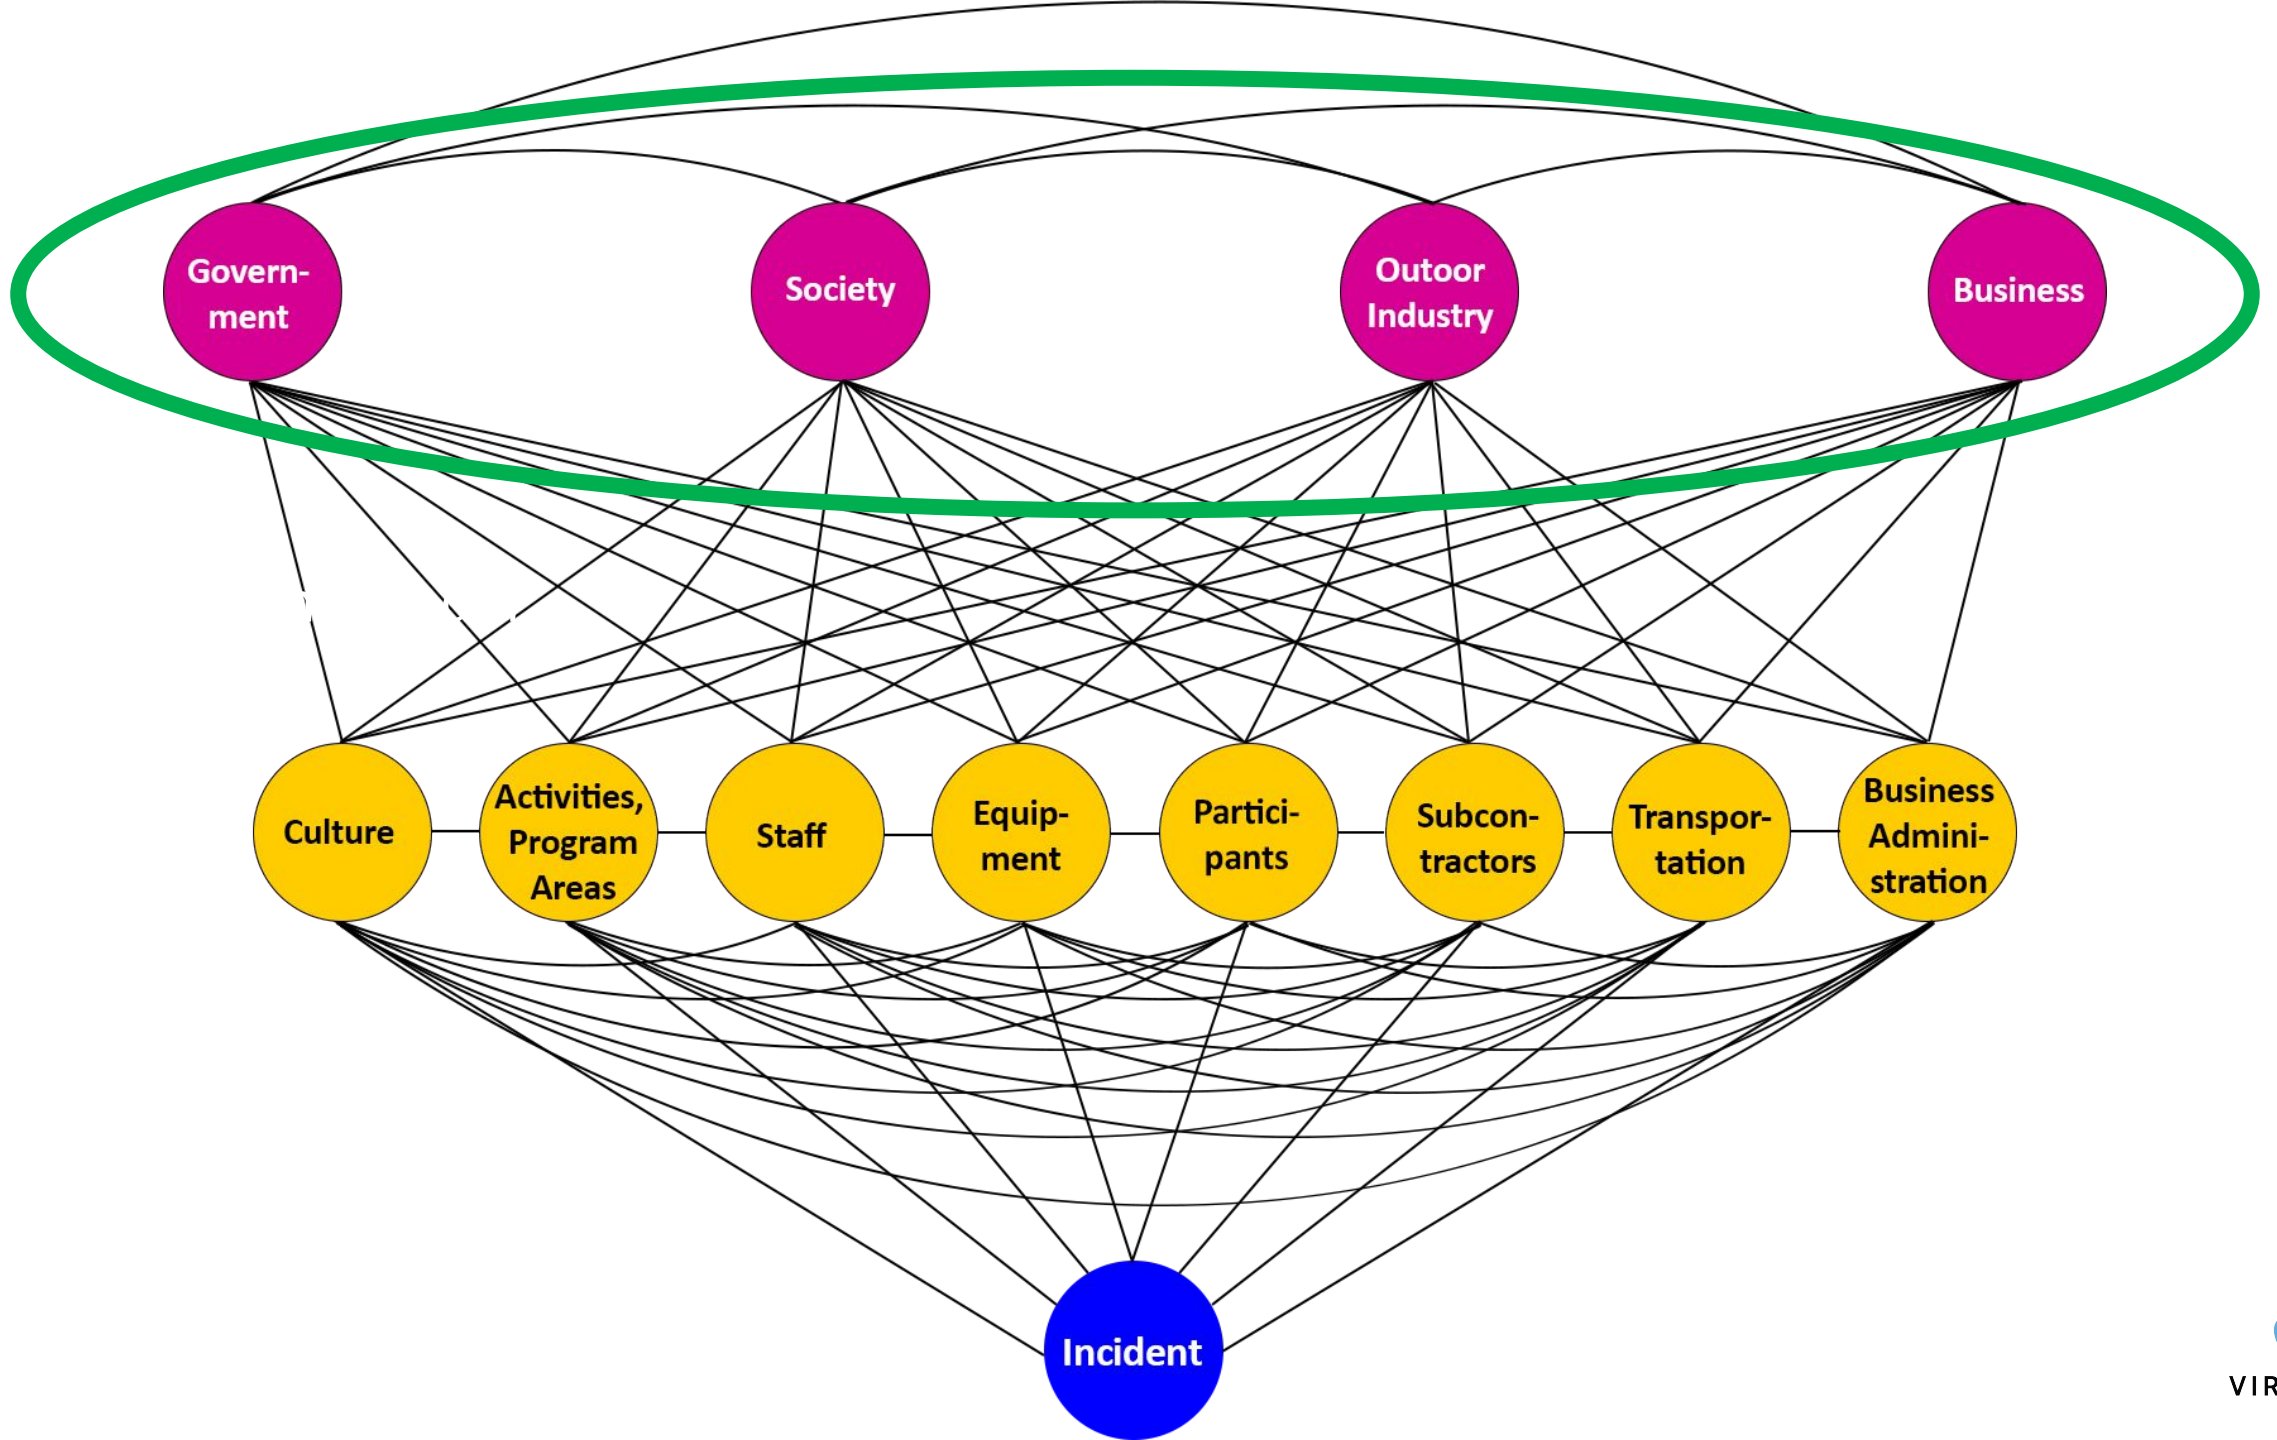 Govern-
ment
Society
Outoor
Industry
Business
Culture
Activities,
Program
Areas
Staff
Equip-
ment
Partici-
pants
Subcon-
tractors
Transpor-
tation
Business
Admini-
stration
Incident
VIR